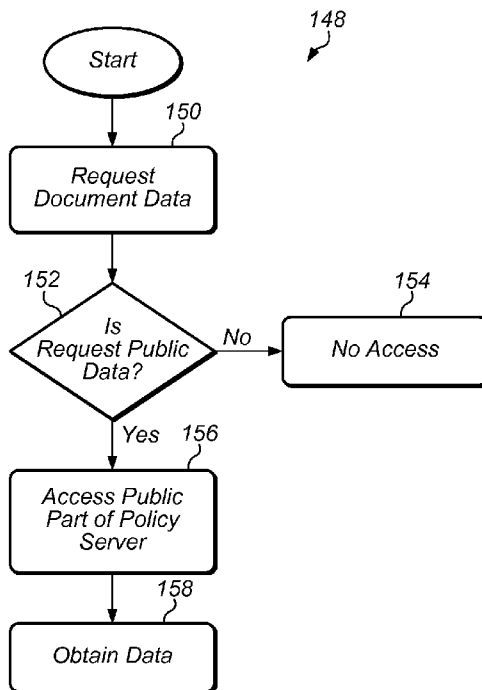 148
Start
150
Request
Document Data
152
Is
Request Public
Data?
No
154
No Access
Yes
156
Access Public
Part of Policy
Server
158
Obtain Data